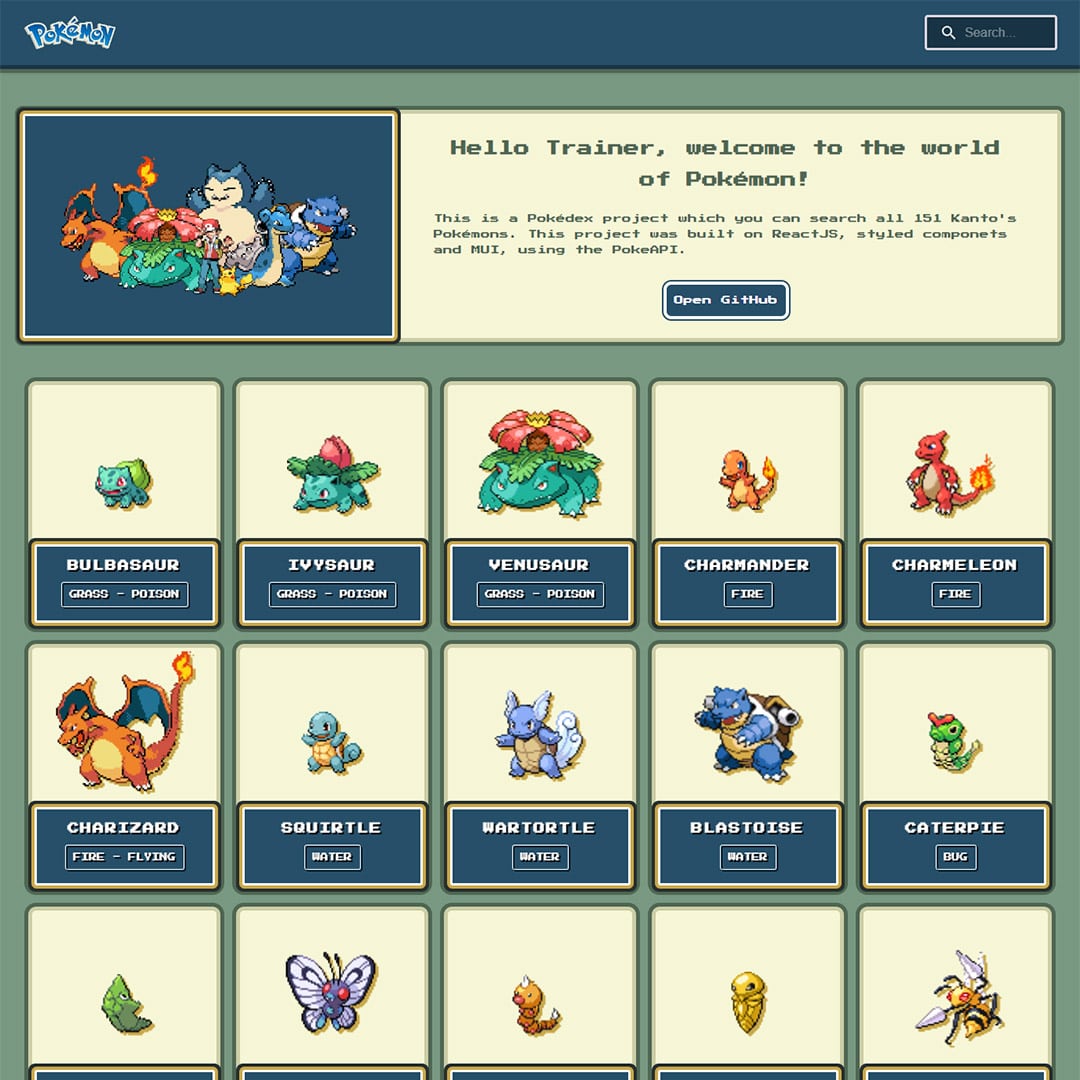 POKéMON
Search...
Hello Trainer, welcome to the world
of Pokémon!
This is a Pokédex project which you can search all 151 Kanto's
Pokémons. This project was built on ReactJS, styled componets
and MUI, using the PokeAPI.
Open GitHub
BULBASAUR
GRASS - POISON
IVYSAUR
GRASS - POISON
VENUSAUR
GRASS - POISON
CHARMANDER
FIRE
CHARMELEON
FIRE
CHARIZARD
FIRE - FLYING
SQUIRTLE
WATER
WARTORTLE
WATER
BLASTOISE
WATER
CATERPIE
BUG